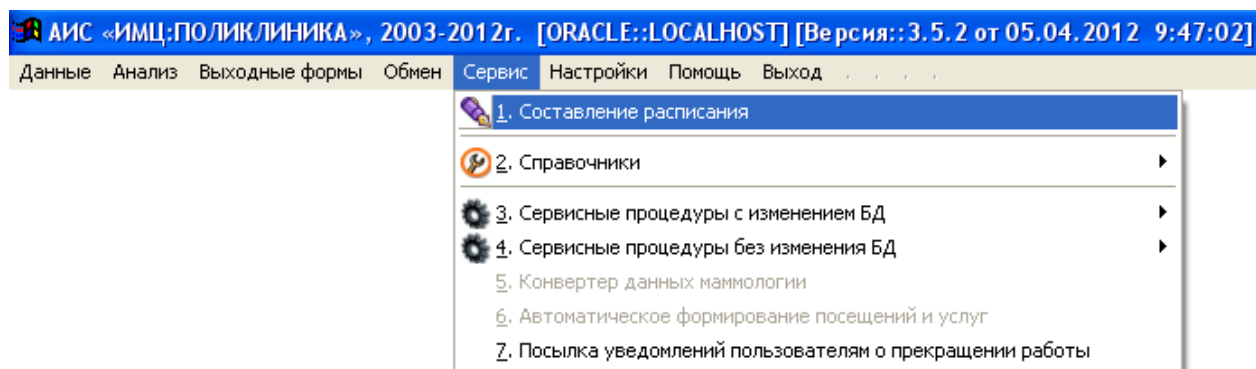 АИС «ИМЦ:ПОЛИКЛИНИКА», 2003-2012г. [ORACLE::LOCALHOST] [Версия::3.5.2 от 05.04.2012 9:47:02]
Данные Анализ Выходные формы Обмен Сервис Настройки Помощь Выход . . . .
1. Составление расписания
2. Справочники
3. Сервисные процедуры с изменением БД
4. Сервисные процедуры без изменения БД
5. Конвертер данных маммологии
6. Автоматическое формирование посещений и услуг
7. Посылка уведомлений пользователям о прекращении работы